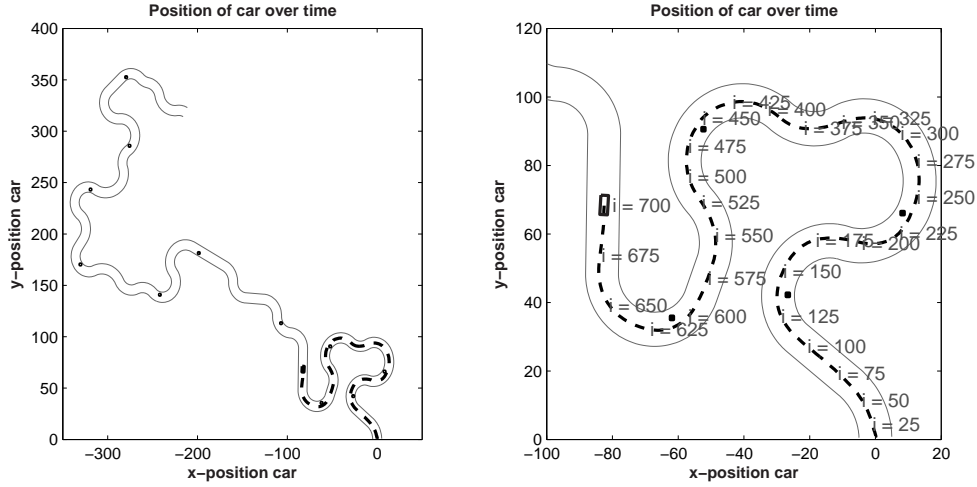 Position of car over time
400
350
300
250
200
150
100
50
0
−300
−200
−100
0
x−position car
y−position car
Position of car over time
120
100
80
60
40
20
0
−100
−80
−60
−40
−20
0
20
x−position car
y−position car
i = 25
i = 50
i = 75
i = 100
i = 125
i = 150
i = 175
i = 200
i = 225
i = 250
i = 275
i = 300
i = 325
i = 350
i = 375
i = 400
i = 425
i = 450
i = 475
i = 500
i = 525
i = 550
i = 575
i = 600
i = 625
i = 650
i = 675
i = 700